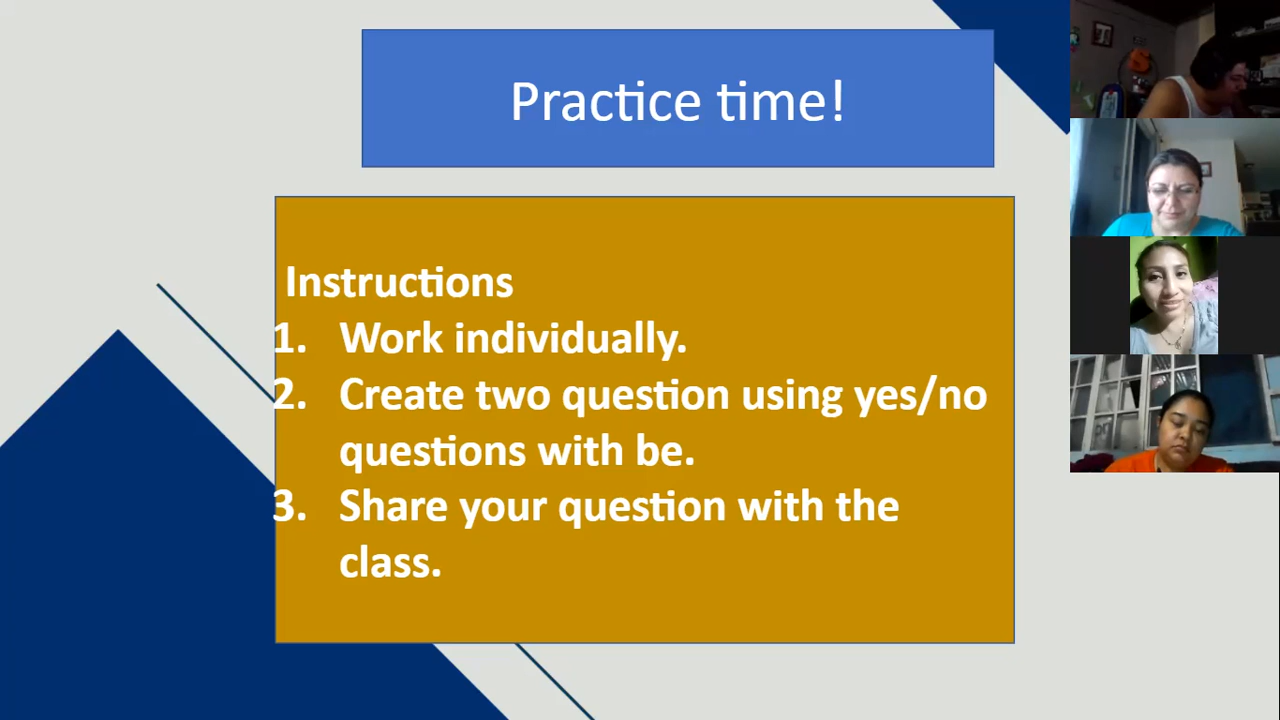 Practice time!
Instructions
1. Work individually.
2. Create two question using yes/no
questions with be.
3. Share your question with the
class.